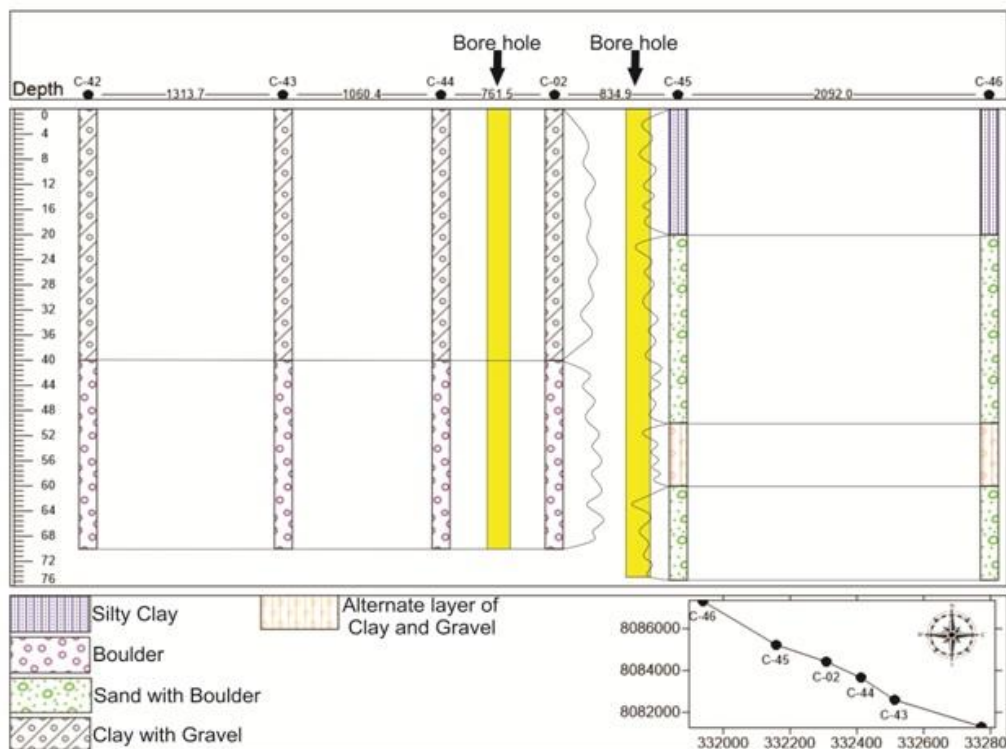 Bore hole Bore hole
Depth C-42 C-43 C-44 C-02 C-45 C-46
1313.7 1060.4 761.5 834.9 2092.0
0
4
8
12
16
20
24
28
32
36
40
44
48
52
56
60
64
68
72
76
Silty Clay
Boulder
Sand with Boulder
Clay with Gravel
Alternate layer of
Clay and Gravel
8086000
8084000
8082000
C-46
C-45
C-02
C-44
C-43
332000 332200 332400 332600 332800